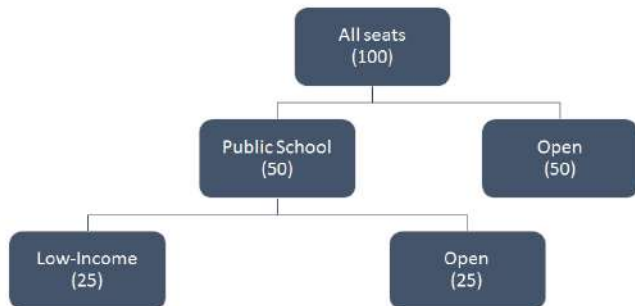 All seats
(100)
Public School
(50)
Open
(50)
Low-Income
(25)
Open
(25)